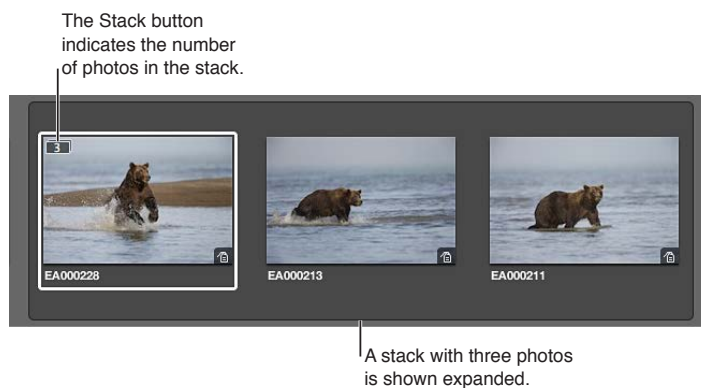 The Stack button
indicates the number
of photos in the stack.
3
EA000228
EA000213
EA000211
A stack with three photos
is shown expanded.